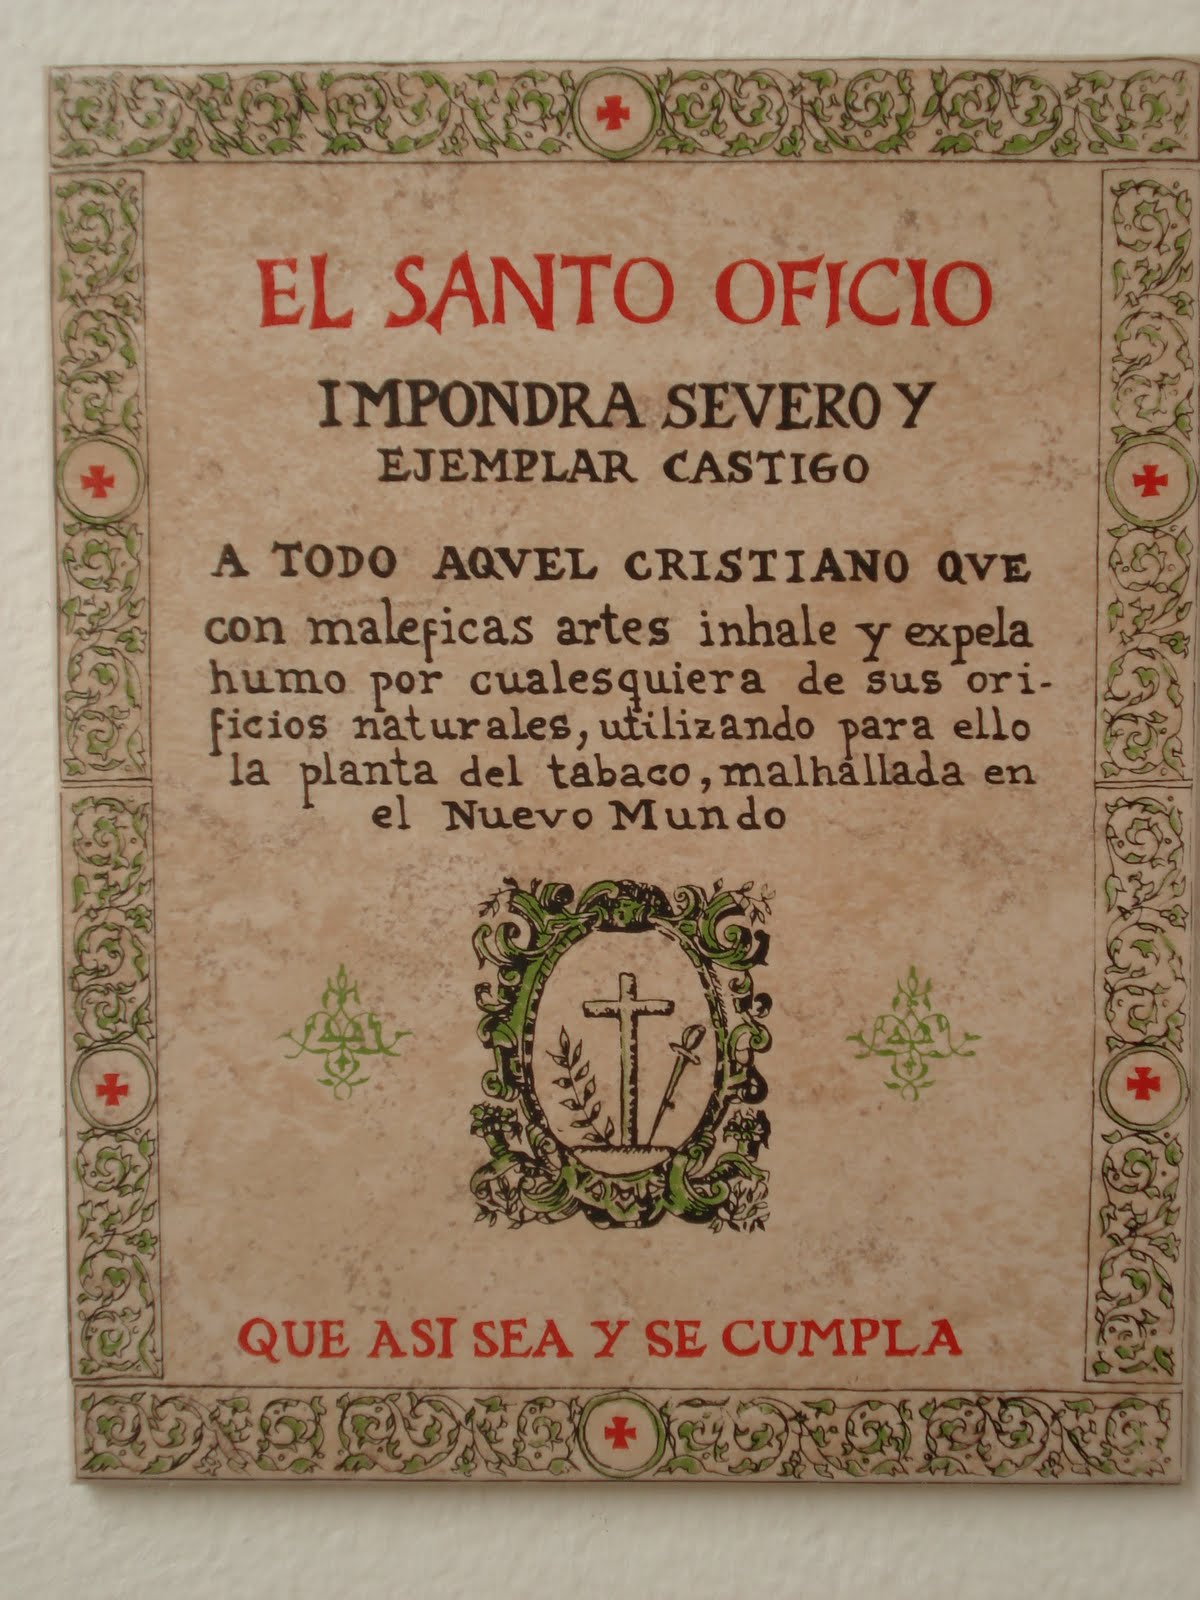 EL SANTO OFICIO
IMPONDRA SEVERO Y
EJEMPLAR CASTIGO
A TODO AQVEL CRISTIANO QVE
con maleficas artes inhale y expela
humo por cualesquiera de sus ori-
ficios naturales, utilizando para ello
la planta del tabaco, malhallada en
el Nuevo Mundo
QUE ASI SEA Y SE CUMPLA